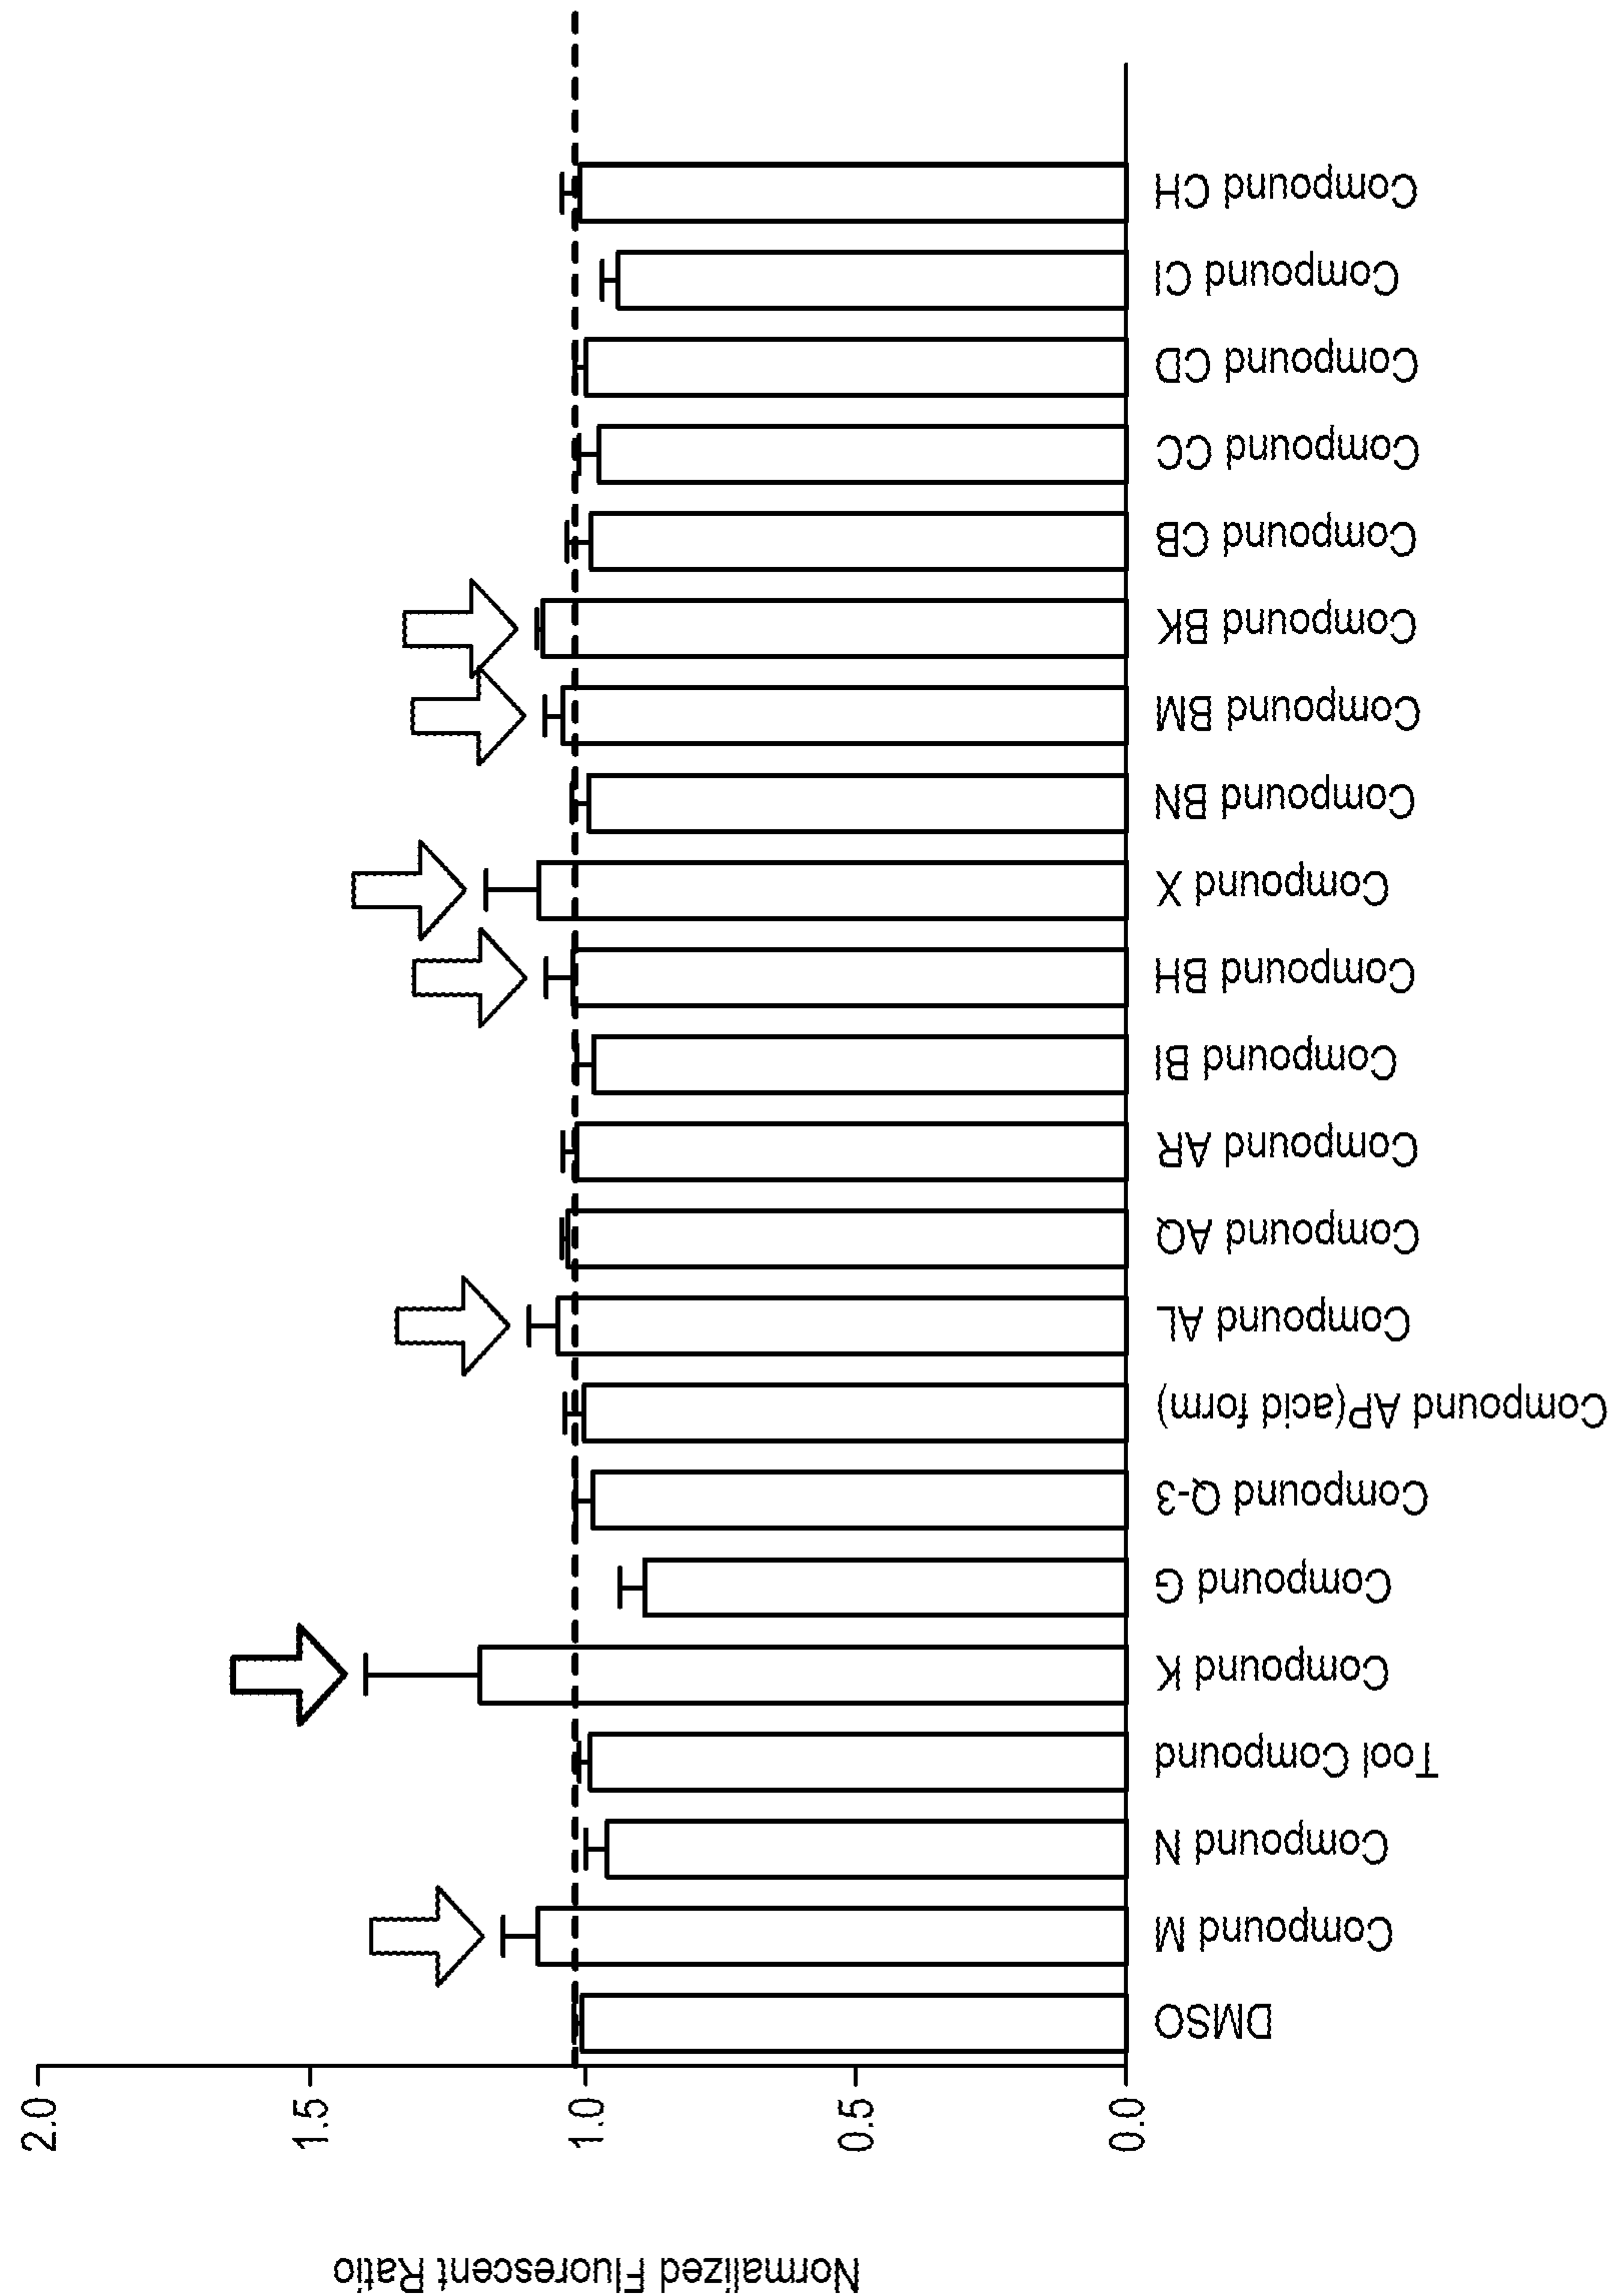 Normalized Fluorescent Ratio
2.0
1.5
1.0
0.5
0.0
DMSO
Compound M
Compound N
Tool Compound
Compound K
Compound G
Compound Q-3
Compound AP(acid form)
Compound AL
Compound AQ
Compound AR
Compound BI
Compound BH
Compound X
Compound BN
Compound BM
Compound BK
Compound CB
Compound CC
Compound CD
Compound CI
Compound CH